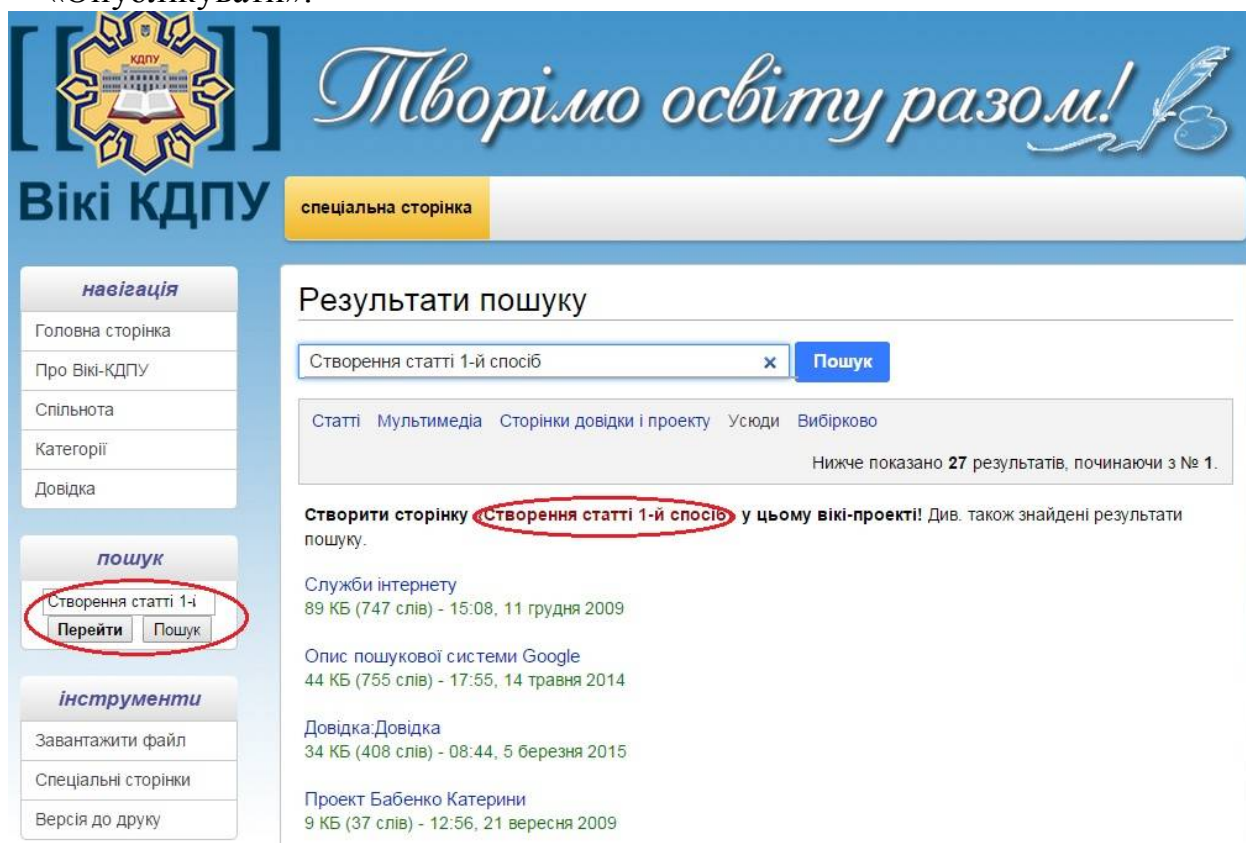 «Опублікувати».
КДПУ
[[ ]]
Творімо освіту разом!
Вікі КДПУ
спеціальна сторінка
навігація
Головна сторінка
Про Вікі-КДПУ
Спільнота
Категорії
Довідка
пошук
Створення статті 1-і
Перейти Пошук
інструменти
Завантажити файл
Спеціальні сторінки
Версія до друку
Результати пошуку
Створення статті 1-й спосіб × Пошук
Статті Мультимедіа Сторінки довідки і проекту Усюди Вибірково
Нижче показано 27 результатів, починаючи з № 1.
Створити сторінку «Створення статті 1-й спосіб» у цьому вікі-проекті! Див. також знайдені результати
пошуку.
Служби інтернету
89 КБ (747 слів) - 15:08, 11 грудня 2009
Опис пошукової системи Google
44 КБ (755 слів) - 17:55, 14 травня 2014
Довідка:Довідка
34 КБ (408 слів) - 08:44, 5 березня 2015
Проект Бабенко Катерини
9 КБ (37 слів) - 12:56, 21 вересня 2009